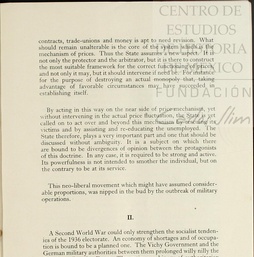 CENTRO DE
ESTUDIOS
contracts, trade-unions and money is apt to need revision. What
should remain unalterable is the core of the system which is the
mechanism of prices. Thus the State assumes a new aspect. It is
not only the protector and the arbitrator, but it is there to construct
the most suitable framework for the correct functioning of prices,
and not only it may, but it should intervene if need be. For instance
for the purpose of destroying an actual monopoly that, taking
advantage of favorable circumstances may, have succeeded in
establishing itself.
FUNDACIÓN
By acting in this way on the near side of price-mechanism, yet
without intervening in the actual price fluctuation, the State is yet
called on to act over and beyond this mechanism by
victims and by assisting and re-educating the unemployed. The
State therefore, plays a very important part and one that should be
discussed without ambiguity. It is a subject on which there
are bound to be divergences of opinion between the protagonists
of this doctrine. In any case, it is required to be strong and active.
Its powerfulness is not intended to smother the individual, but on
the contrary to be at its service.
This neo-liberal movement which might have assumed considerable
proportions, was nipped in the bud by the outbreak of military
operations.
II.
A Second World War could only strengthen the socialist tendencies
of the 1936 electorate. An economy of shortages and of occupation
is bound to be a planned one. The Vichy Government and the
German military authorities between them prolonged willy nilly the